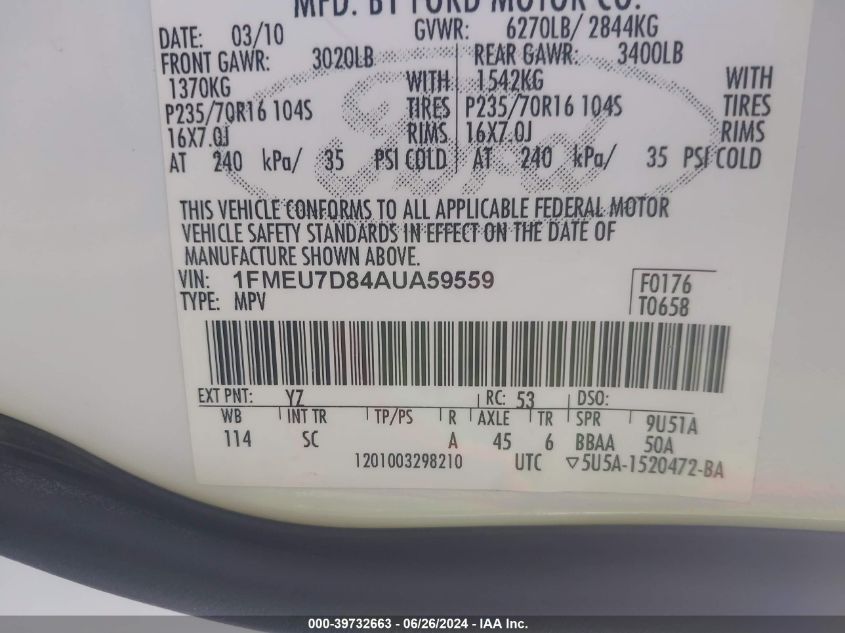 MFD. BY FORD MOTOR CO.
DATE: 03/10 GVWR: 6270LB/ 2844KG
FRONT GAWR: 3020LB REAR GAWR: 3400LB
1370KG WITH 1542KG WITH
P235/70R16 104S TIRES P235/70R16 104S TIRES
16X7.0J RIMS 16X7.0J RIMS
AT 240 kPa/ 35 PSI COLD AT 240 kPa/ 35 PSI COLD
Ford
THIS VEHICLE CONFORMS TO ALL APPLICABLE FEDERAL MOTOR
VEHICLE SAFETY STANDARDS IN EFFECT ON THE DATE OF
MANUFACTURE SHOWN ABOVE.
VIN: 1FMEU7D84AUA59559 F0176
TYPE: MPV T0658
EXT PNT: YZ RC: 53 DSO:
WB INT TR TP/PS R AXLE TR SPR 9U51A
114 SC A 45 6 BBAA 50A
1201003298210 UTC ▽5U5A-1520472-BA
000-39732663 - 06/26/2024 - IAA Inc.